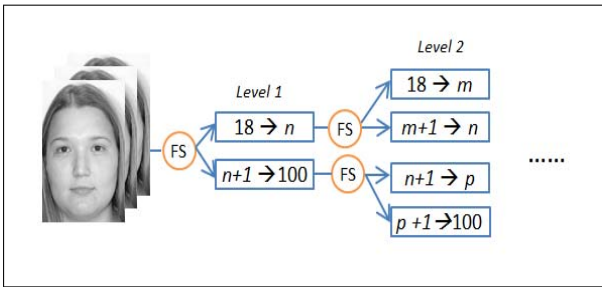 Level 1
Level 2
FS
18 → n
n+1 → 100
FS
FS
18 → m
m+1 → n
n+1 → p
p +1→100
......